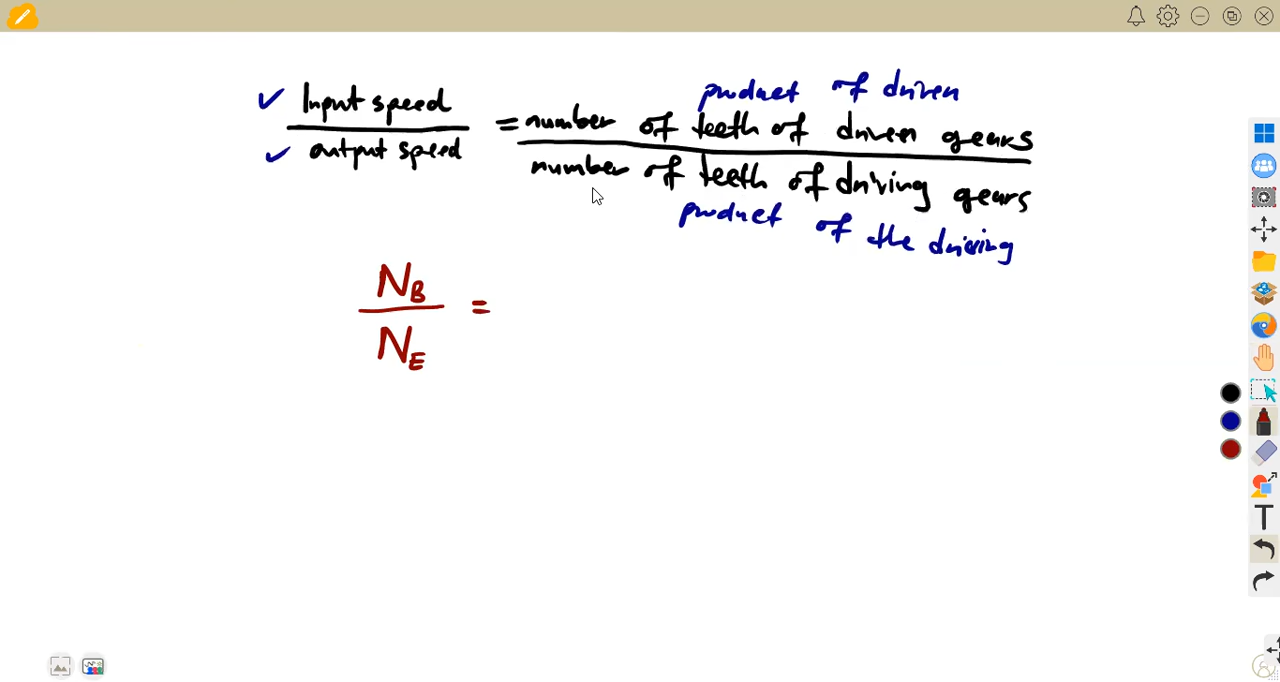 product of driven
✓ Input speed = number of teeth of driven gears
✓ output speed number of teeth of driving gears
product of the driving
N_B =
N_E
T